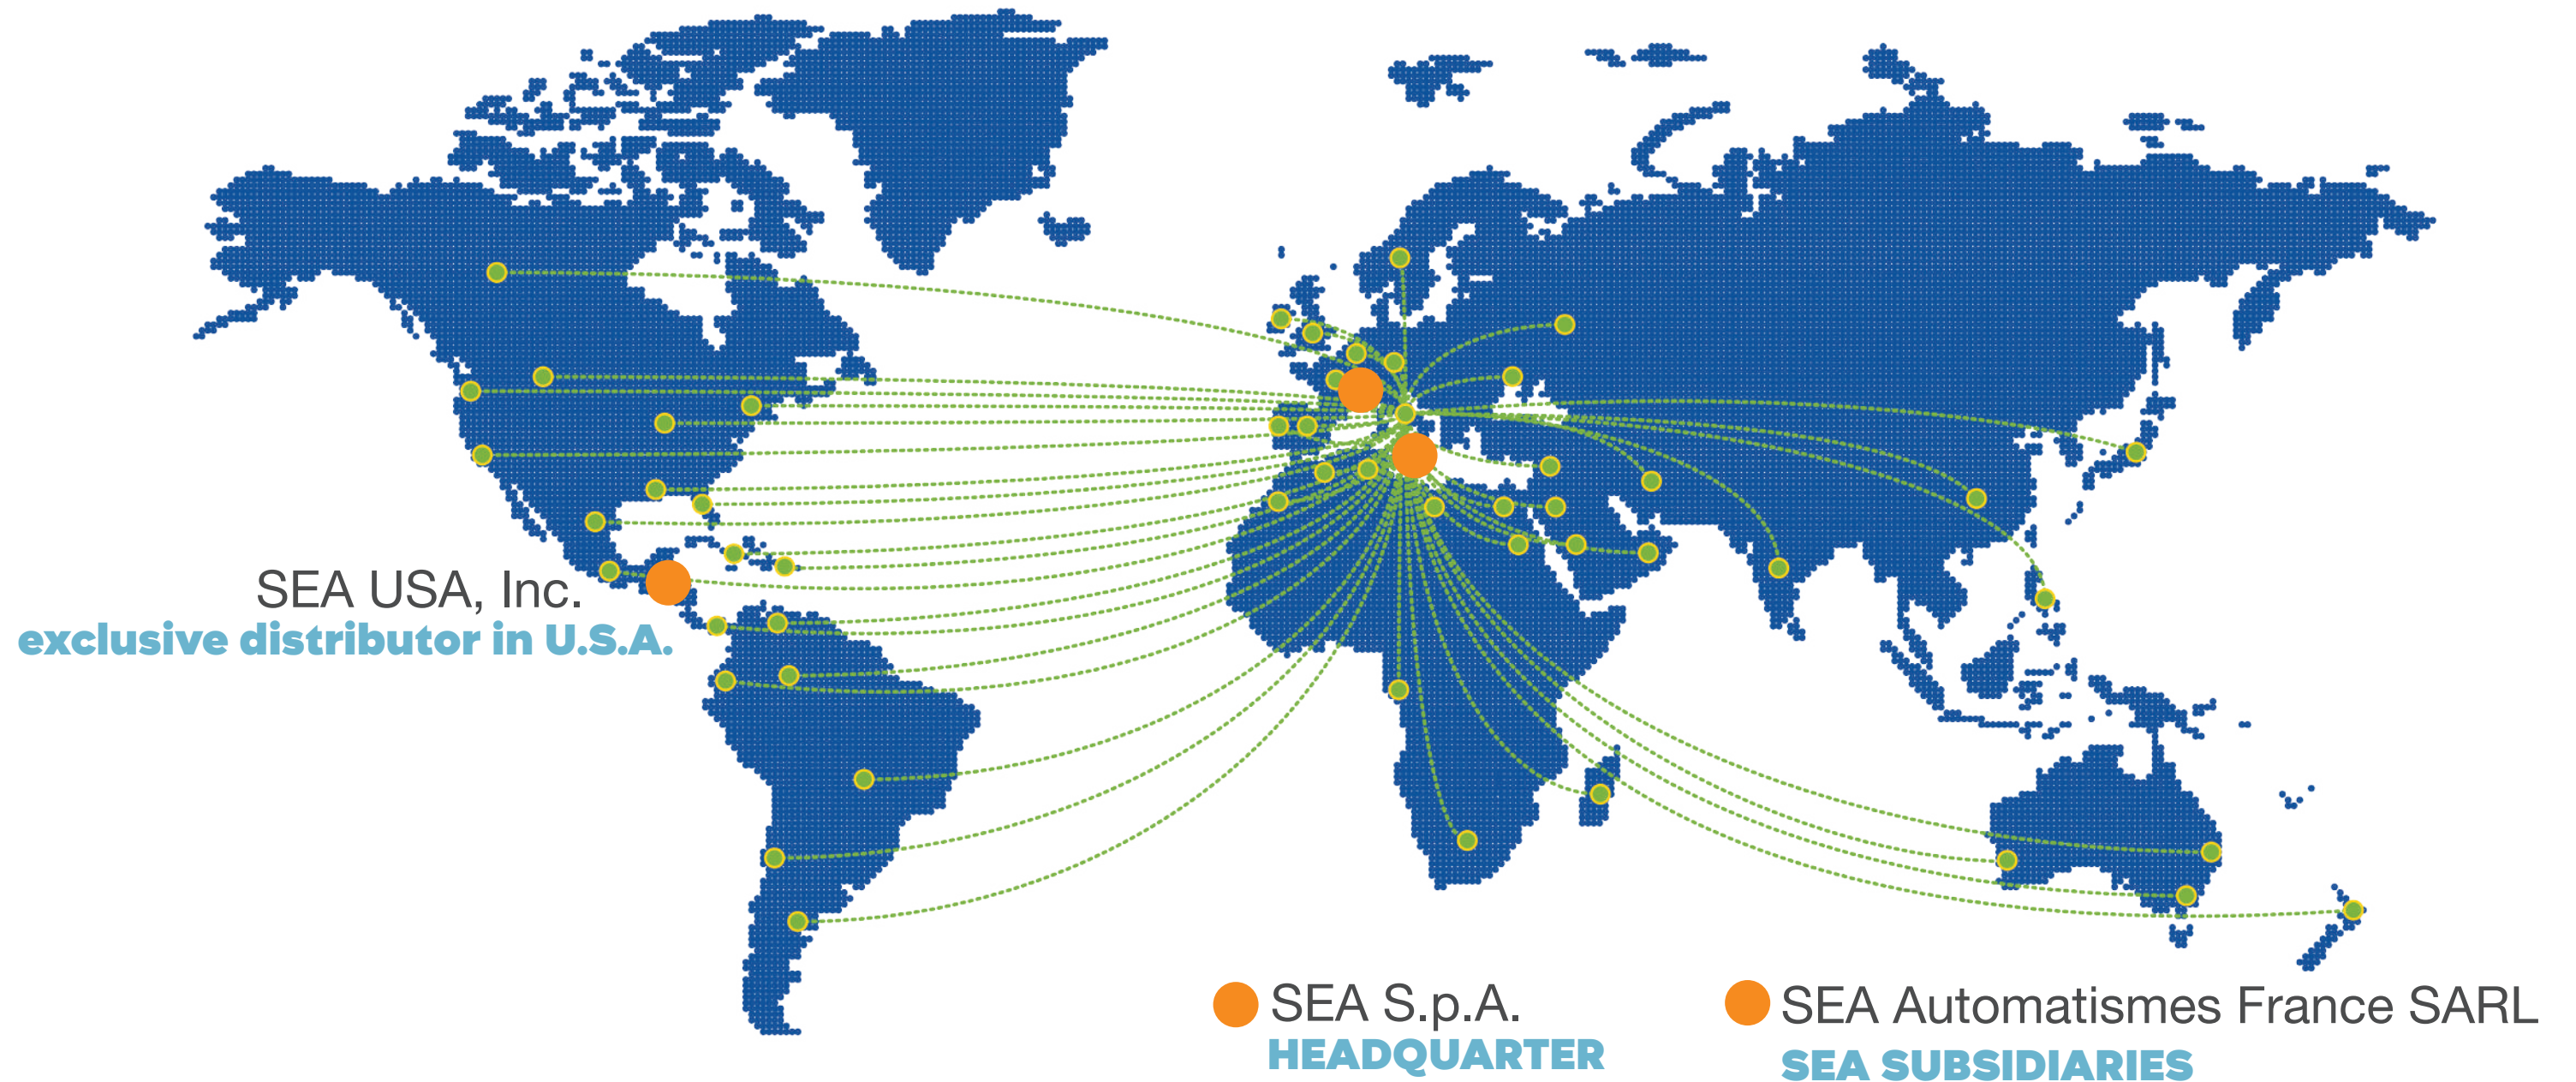 SEA USA, Inc.
exclusive distributor in U.S.A.
SEA S.p.A.
HEADQUARTER
SEA Automatismes France SARL
SEA SUBSIDIARIES